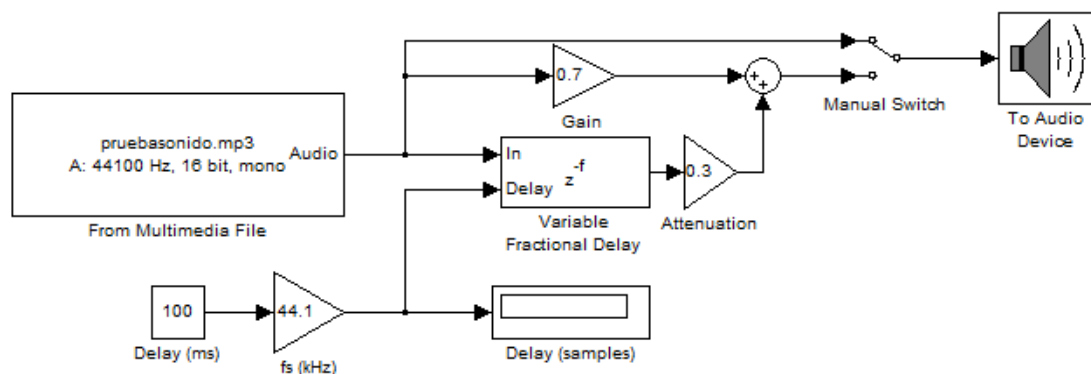 pruebasonido.mp3
A: 44100 Hz, 16 bit, mono
Audio
From Multimedia File
0.7
Gain
+
+
Manual Switch
To Audio
Device
In
Delay
z-f
Variable
Fractional Delay
0.3
Attenuation
100
Delay (ms)
44.1
fs (kHz)
Delay (samples)